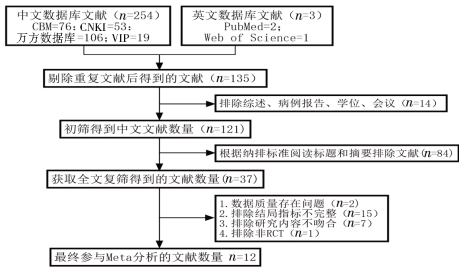 中文数据库文献（n=254）
CBM=76；CNKI=53；
万方数据库=106；VIP=19
英文数据库文献（n=3）
PubMed=2；
Web of Science=1
剔除重复文献后得到的文献（n=135）
排除综述、病例报告、学位、会议（n=14）
初筛得到中文文献数量（n=121）
根据纳排标准阅读标题和摘要排除文献(n=84)
获取全文复筛得到的文献数量(n=37)
1.数据质量存在问题（n=2）
2.排除结局指标不完整（n=15）
3.排除研究内容不吻合（n=7）
4.排除非RCT（n=1）
最终参与Meta分析的文献数量 n=12